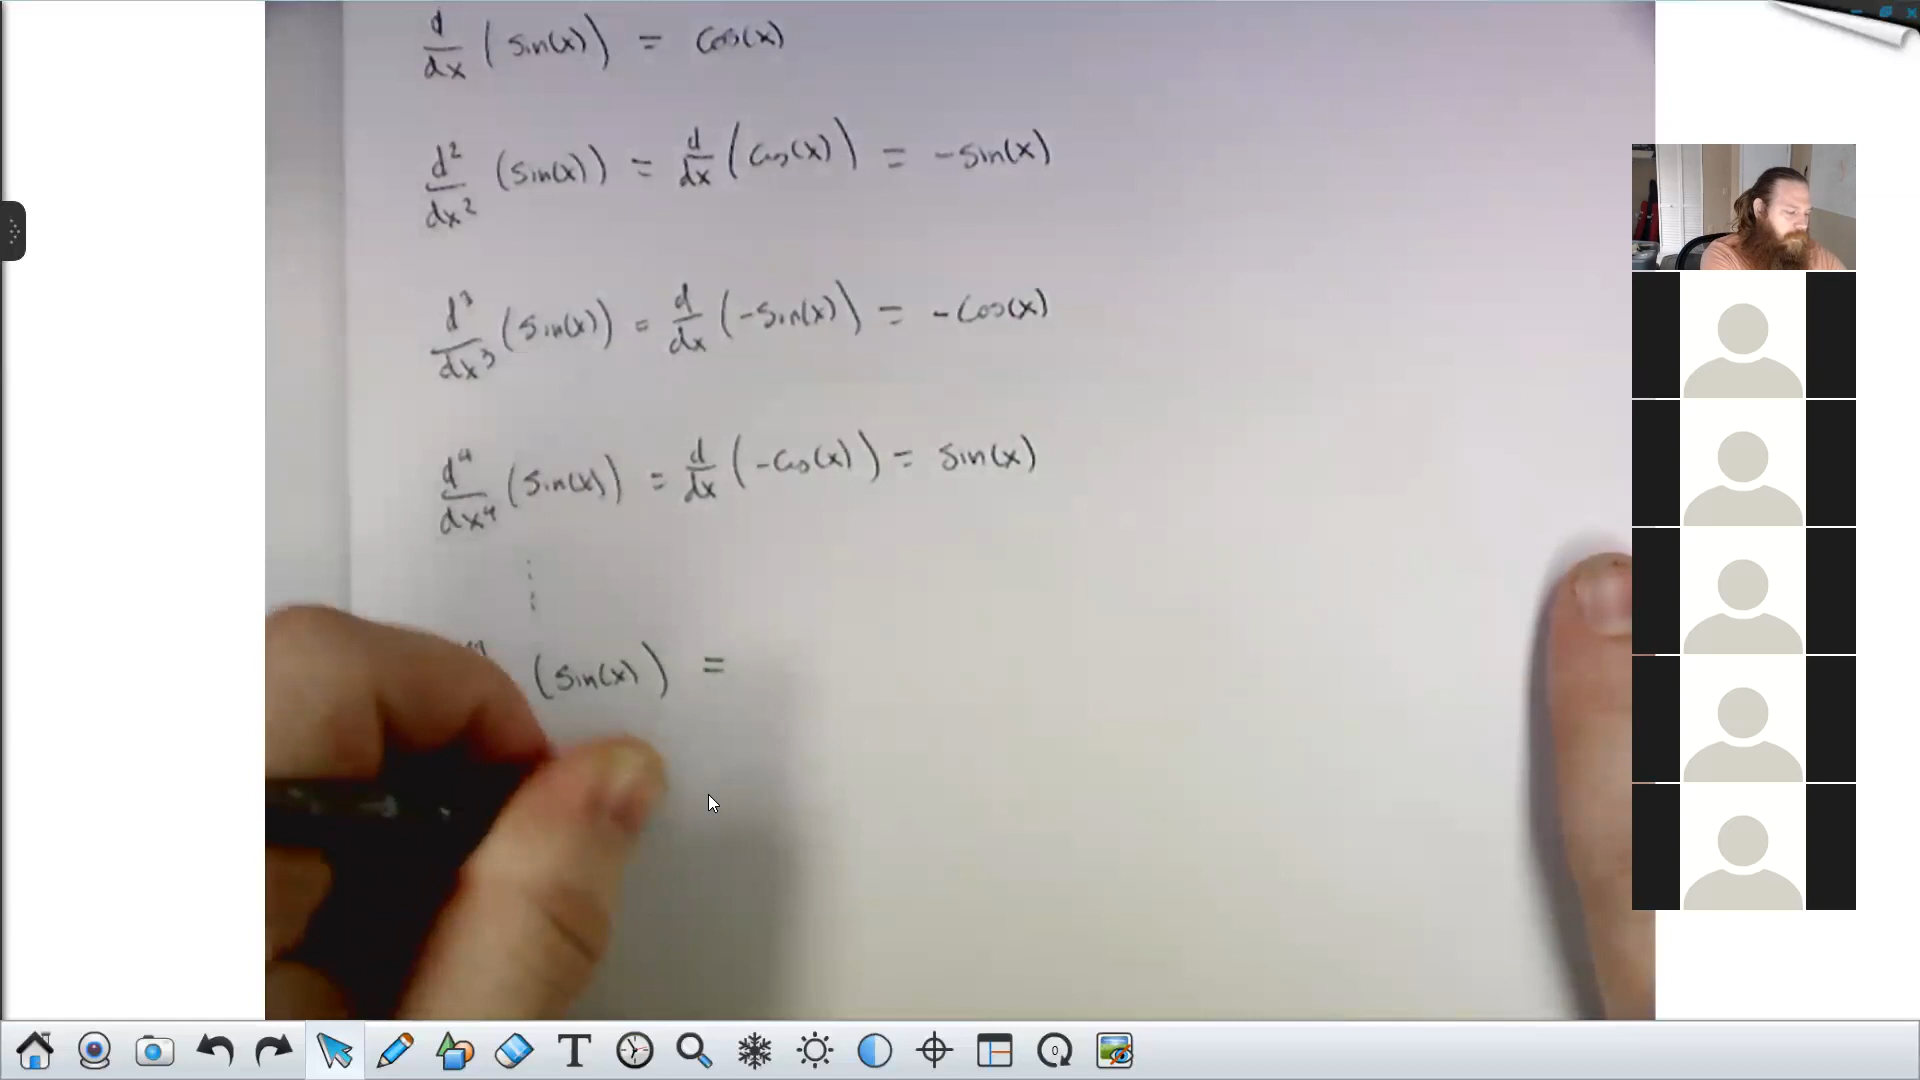 d/dx (sin(x)) = cos(x)
d²/dx² (sin(x)) = d/dx (cos(x)) = -sin(x)
d³/dx³ (sin(x)) = d/dx (-sin(x)) = -cos(x)
d⁴/dx⁴ (sin(x)) = d/dx (-cos(x)) = sin(x)
⋮
(sin(x)) =
T 0